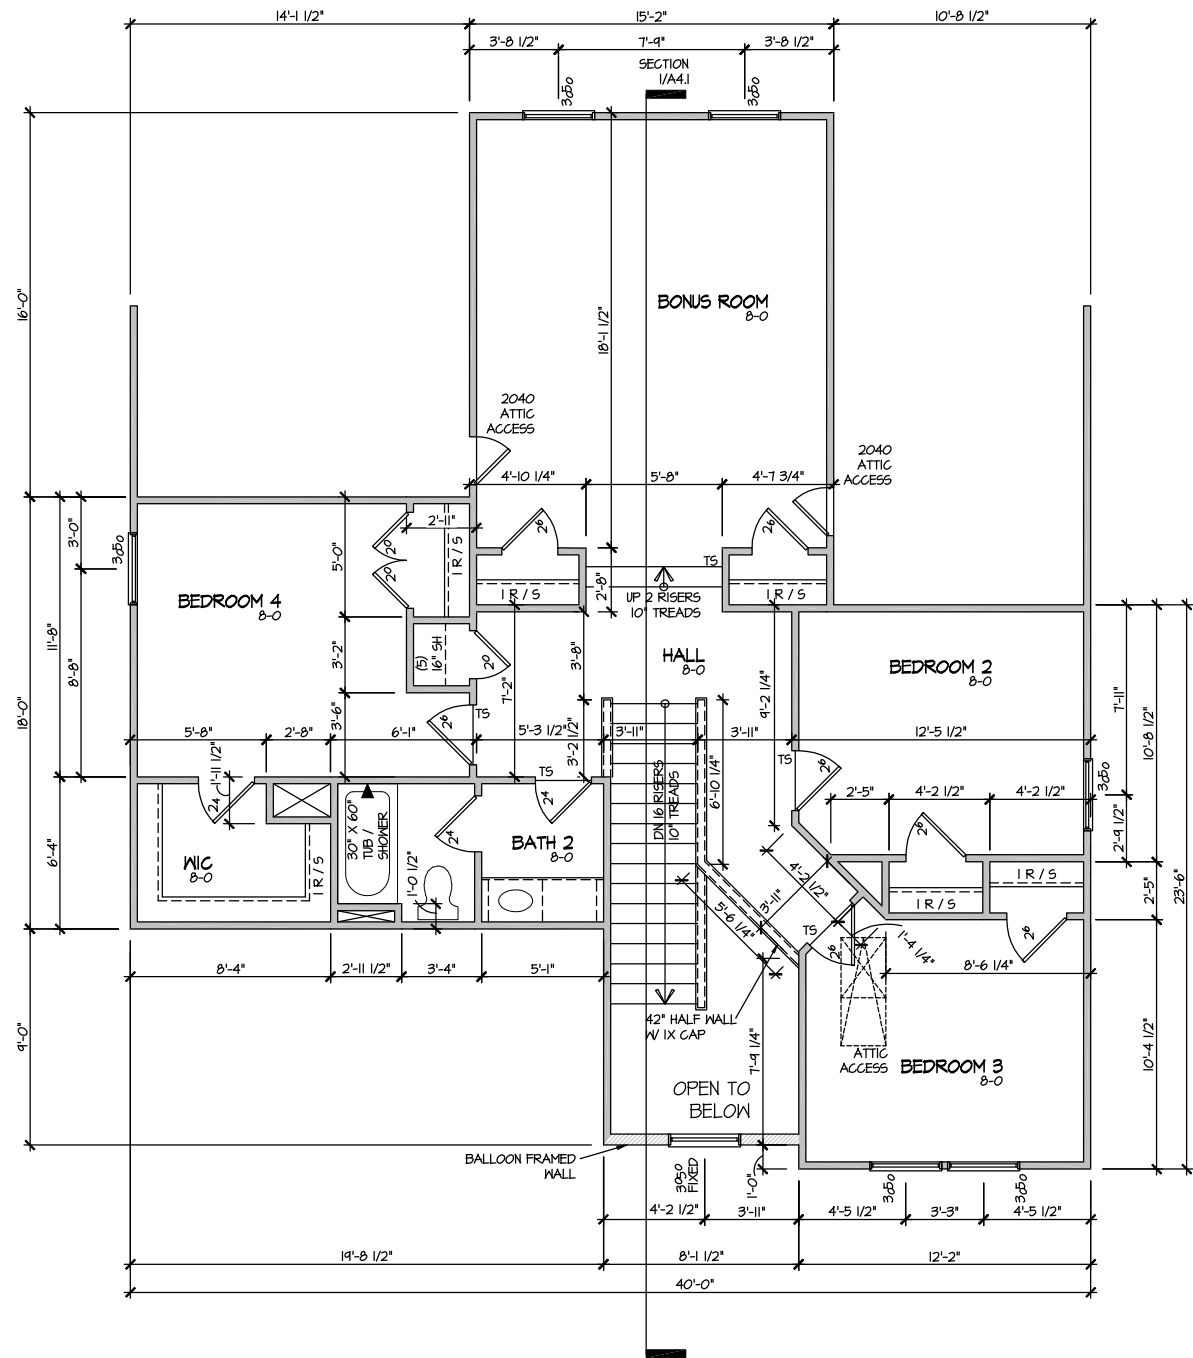 14'-1 1/2"
15'-2"
10'-8 1/2"
3'-8 1/2"
7'-9"
3'-8 1/2"
SECTION
1/A4.1
3050
3050
16'-0"
18'-1 1/2"
BONUS ROOM
8-0
2040
ATTIC
ACCESS
2040
ATTIC
ACCESS
4'-10 1/4"
5'-8"
4'-7 3/4"
3'-0"
3050
2'-11"
20
20
1 R / S
5'-0"
26
26
TS
1 R / S
2'-8"
UP 2 RISERS
10" TREADS
1 R / S
BEDROOM 4
8-0
11'-8"
8'-8"
18'-0"
(5)
16" SH
20
3'-2"
3'-6"
7'-2"
3'-8"
HALL
8-0
9'-2 1/4"
BEDROOM 2
8-0
7'-11"
10'-8 1/2"
23'-6"
26
TS
5'-8"
2'-8"
6'-1"
5'-3 1/2"
3'-2 1/2"
3'-11"
3'-11"
12'-5 1/2"
1'-11 1/2"
TS
TS
26
3050
24
24
24
30" X 60"
TUB /
SHOWER
DN 16 RISERS
10" TREADS
6'-10 1/4"
2'-5"
4'-2 1/2"
4'-2 1/2"
2'-9 1/2"
26
6'-4"
WIC
8-0
1 R / S
1'-0 1/2"
BATH 2
8-0
4'-2 1/2"
3'-11"
5'-6 1/4"
1 R / S
1 R / S
2'-5"
TS
26
26
1'-4 1/4"
8'-4"
2'-11 1/2"
3'-4"
5'-1"
8'-6 1/4"
9'-0"
42" HALF WALL
W/ 1X CAP
7'-9 1/4"
10'-4 1/2"
ATTIC
ACCESS
BEDROOM 3
8-0
OPEN TO
BELOW
BALLOON FRAMED
WALL
3050
FIXED
1'-0"
3050
3050
4'-2 1/2"
3'-11"
4'-5 1/2"
3'-3"
4'-5 1/2"
19'-8 1/2"
8'-1 1/2"
12'-2"
40'-0"